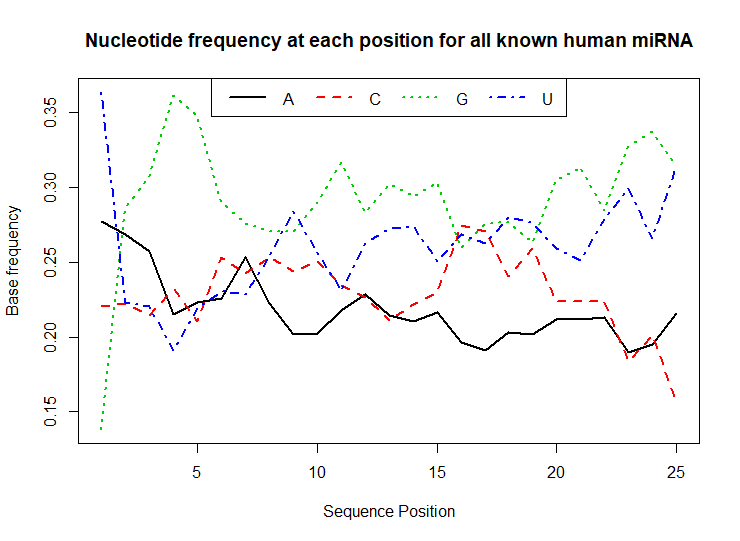 Nucleotide frequency at each position for all known human miRNA
A C G U
Base frequency
0.35
0.30
0.25
0.20
0.15
5 10 15 20 25
Sequence Position